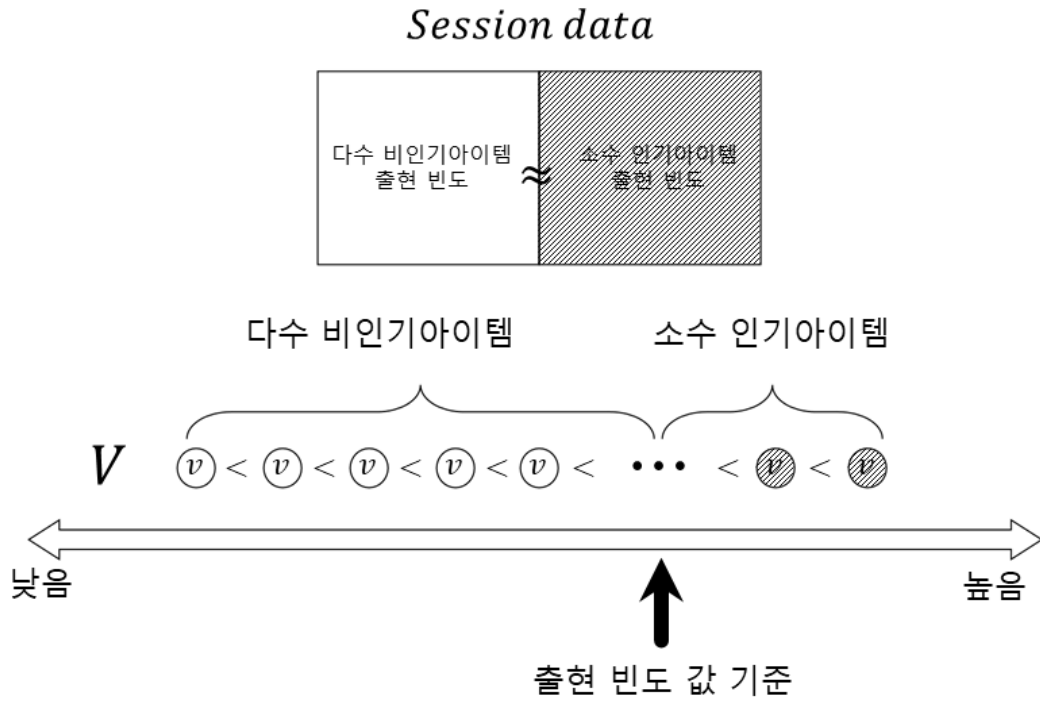 Session data
다수 비인기아이템 소수 인기아이템
출현 빈도 ≈ 출현 빈도
다수 비인기아이템 소수 인기아이템
V v < v < v < v < v < ••• < v < v
낮음 높음
출현 빈도 값 기준